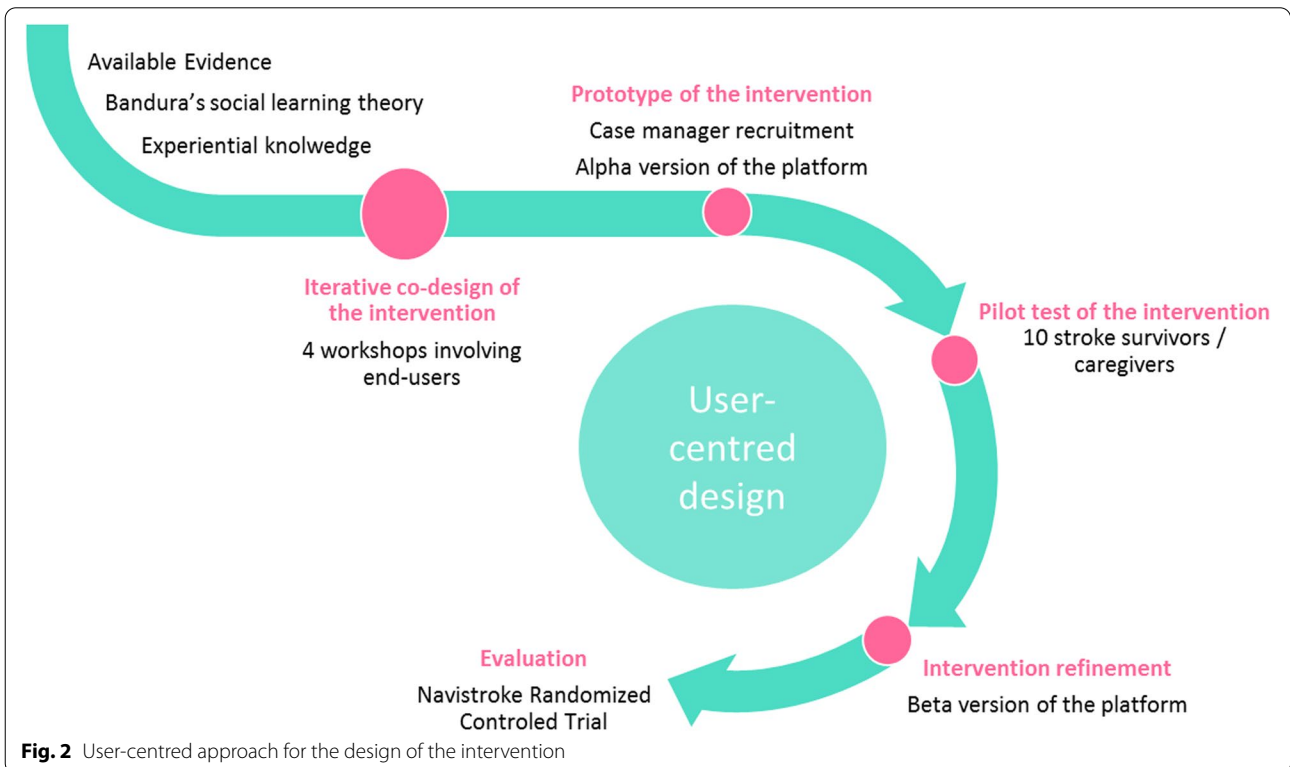 Available Evidence
Bandura's social learning theory
Experiential knolwedge
Iterative co-design of
the intervention
4 workshops involving
end-users
Prototype of the intervention
Case manager recruitment
Alpha version of the platform
Pilot test of the intervention
10 stroke survivors /
caregivers
User-
centred
design
Intervention refinement
Beta version of the platform
Evaluation
Navistroke Randomized
Controled Trial
Fig. 2 User-centred approach for the design of the intervention